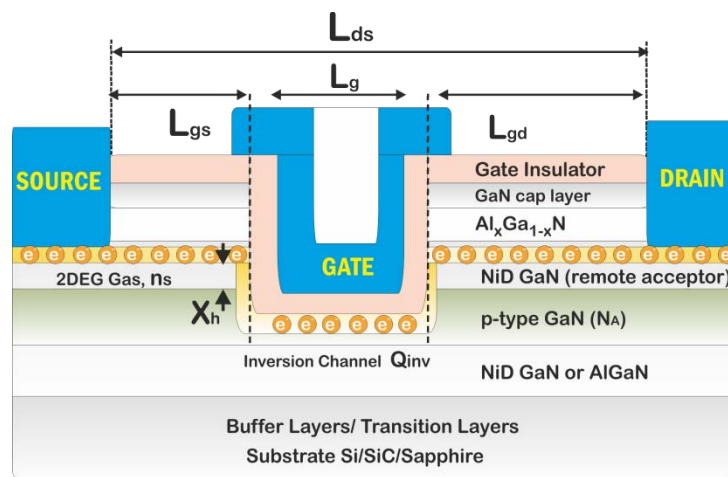 Lds
Lg
Lgs
Lgd
Gate Insulator
SOURCE
DRAIN
GaN cap layer
AlxGa1-xN
e e e e e e e e e e e e e e e e e e e
GATE
2DEG Gas, ns
NiD GaN (remote acceptor)
Xh
p-type GaN (NA)
e e e e e e
Inversion Channel Qinv
NiD GaN or AlGaN
Buffer Layers/ Transition Layers
Substrate Si/SiC/Sapphire